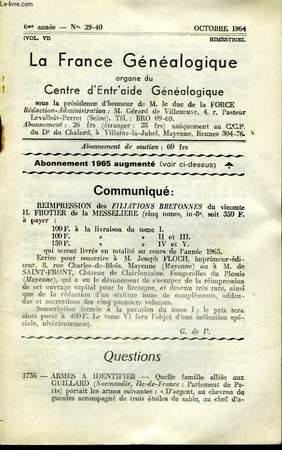 6me année — Nos 39-40 OCTOBRE 1964
(VOL. VI) BIMESTRIEL
La France Généalogique
organe du
Centre d'Entr'aide Généalogique
sous la présidence d'honneur de M. le duc de la FORCE
Rédaction-Administration : M. Gérard de Villeneuve, 4, r. Pasteur
Levallois-Perret (Seine). Tél. : BRO 09-69.
Abonnement : 26 frs (étranger : 28 frs) uniquement au C.C.P.
du Dr du Chalard, à Villaine-la-Juhel, Mayenne, Rennes 304-76.
Abonnement de soutien : 60 frs
Abonnement 1965 augmenté (voir ci-dessus)
Communiqué :
REIMPRESSION des FILIATIONS BRETONNES du vicomte
H. FROTIER de la MESSELIERE (cinq tomes, in-8°, soit 350 F.
à payer :
100 F. à la livraison du tome I.
100 F. » » II et III.
150 F. » » IV et V.
qui seront livrés en totalité au cours de l'année 1965.
Ecrire pour souscrire à M. Joseph FLOCH, imprimeur-édi-
teur, 8, rue Charles-de-Blois, Mayenne (Mayenne) ou à M. de
SAINT-FRONT, Château de Clairfontaine, Fougerolles du Plessis
(Mayenne), qui a eu le dévouement de s'occuper de la réimpression
de cet ouvrage capital pour la Bretagne, et devenu très rare, ainsi
que de la rédaction d'un sixième tome de compléments, adden-
das et corrections des cinq premiers volumes.
Souscription fermée à la parution du tome I ; le prix sera
alors porté à 400 F. Le tome VI fera l'objet d'une indication spé-
ciale, ultérieurement.
G. de V.
Questions
1756 — ARMES A IDENTIFIER — Quelle famille alliée aux
GUILLARD (Normandie, Ile-de-France : Parlement de Pa-
ris) portait les armes suivantes : « D'argent, au chevron de
gueules accompagné de trois étoiles de sable, au chef d'a-